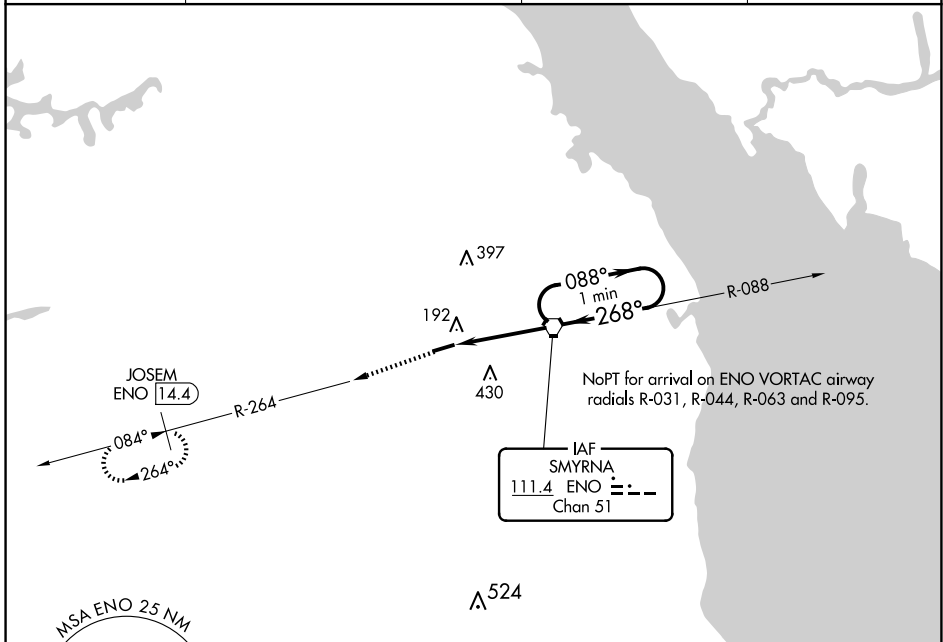 397
088°
1 min
268°
R-088
192
430
JOSEM
ENO 14.4
R-264
084°
264°
NoPT for arrival on ENO VORTAC airway
radials R-031, R-044, R-063 and R-095.
IAF
SMYRNA
111.4 ENO
Chan 51
524
MSA ENO 25 NM